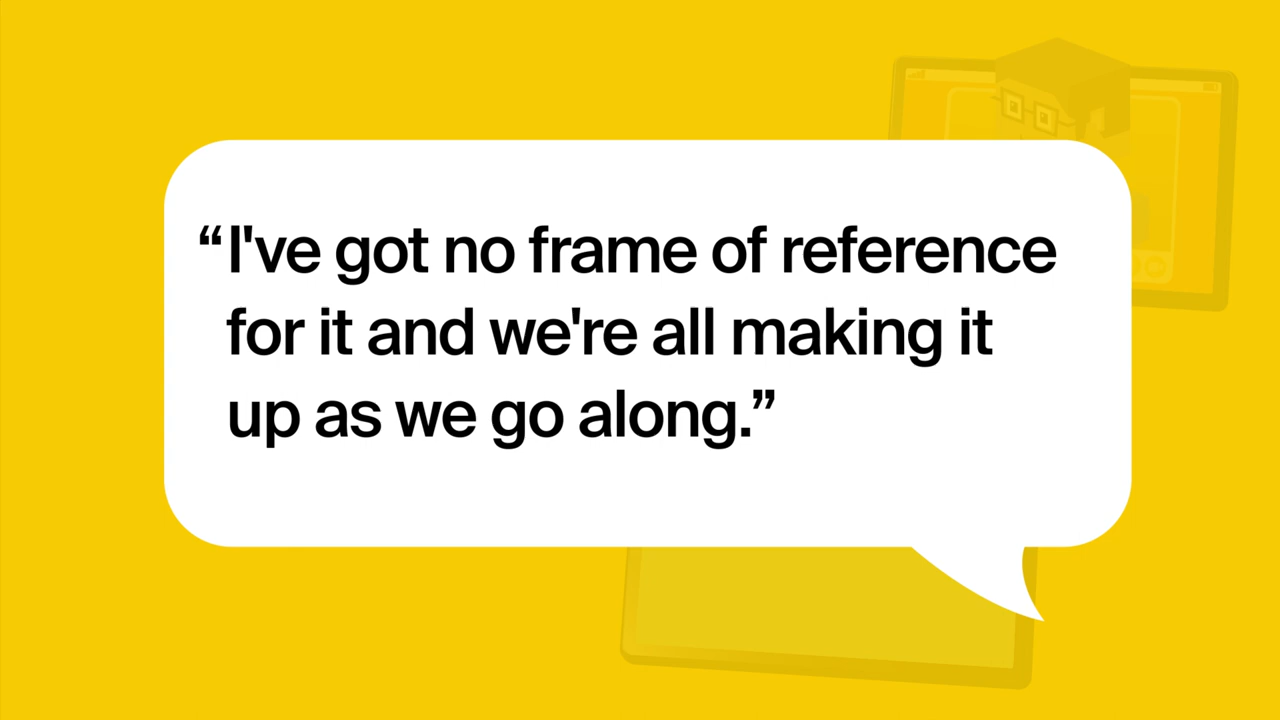 “I've got no frame of reference
for it and we're all making it
up as we go along.”